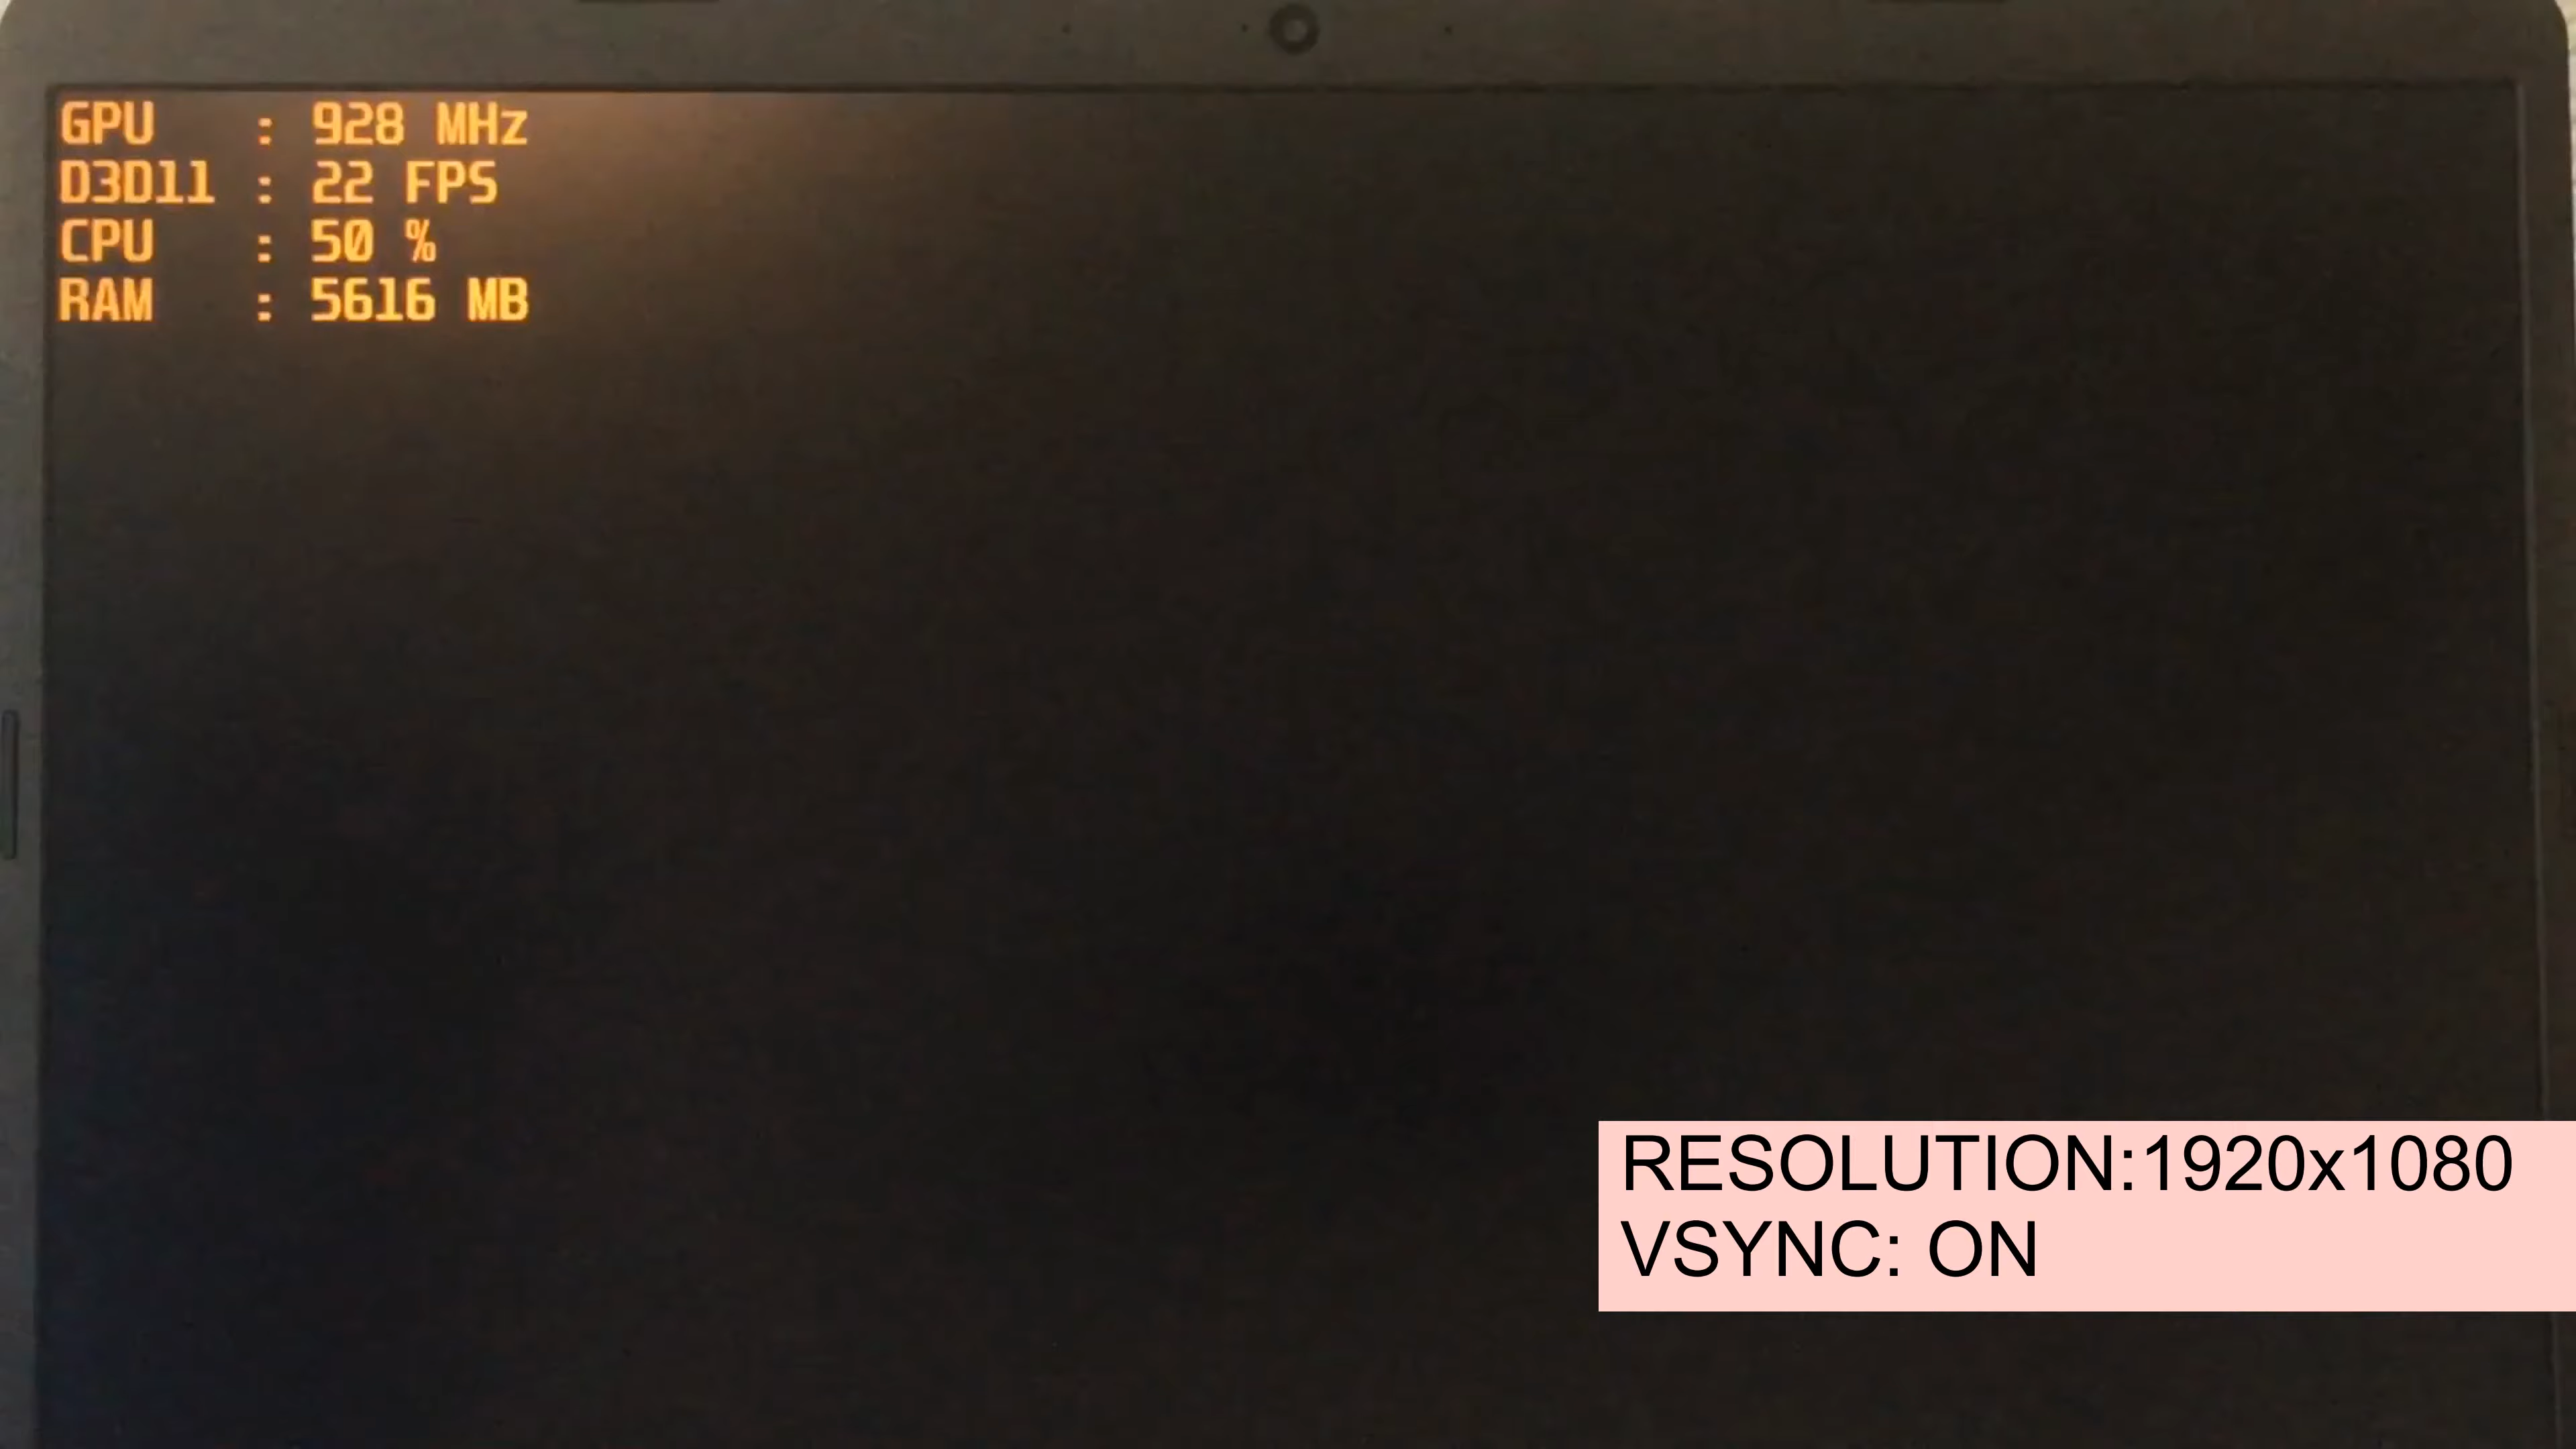 GPU : 928 MHz
D3D11 : 22 FPS
CPU : 50 %
RAM : 5616 MB
RESOLUTION:1920x1080
VSYNC: ON